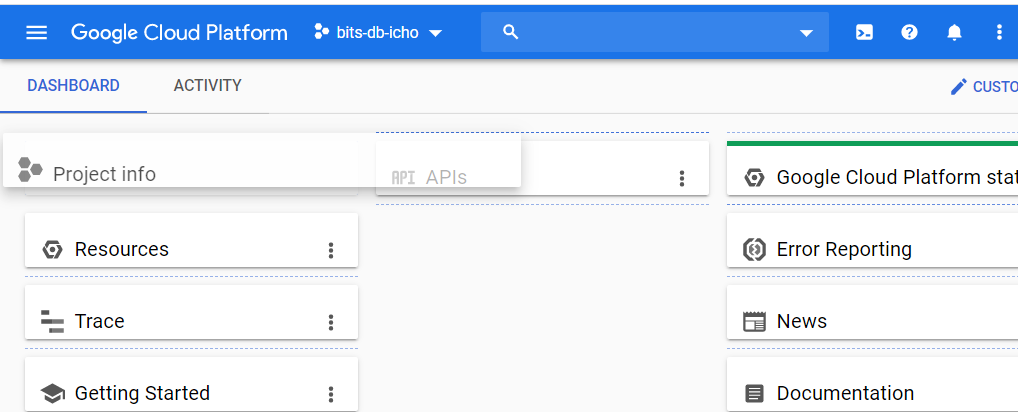 Google Cloud Platform bits-db-icho
DASHBOARD ACTIVITY CUSTO
Project info
API APIs
Google Cloud Platform stat
Resources
Error Reporting
Trace
News
Getting Started
Documentation